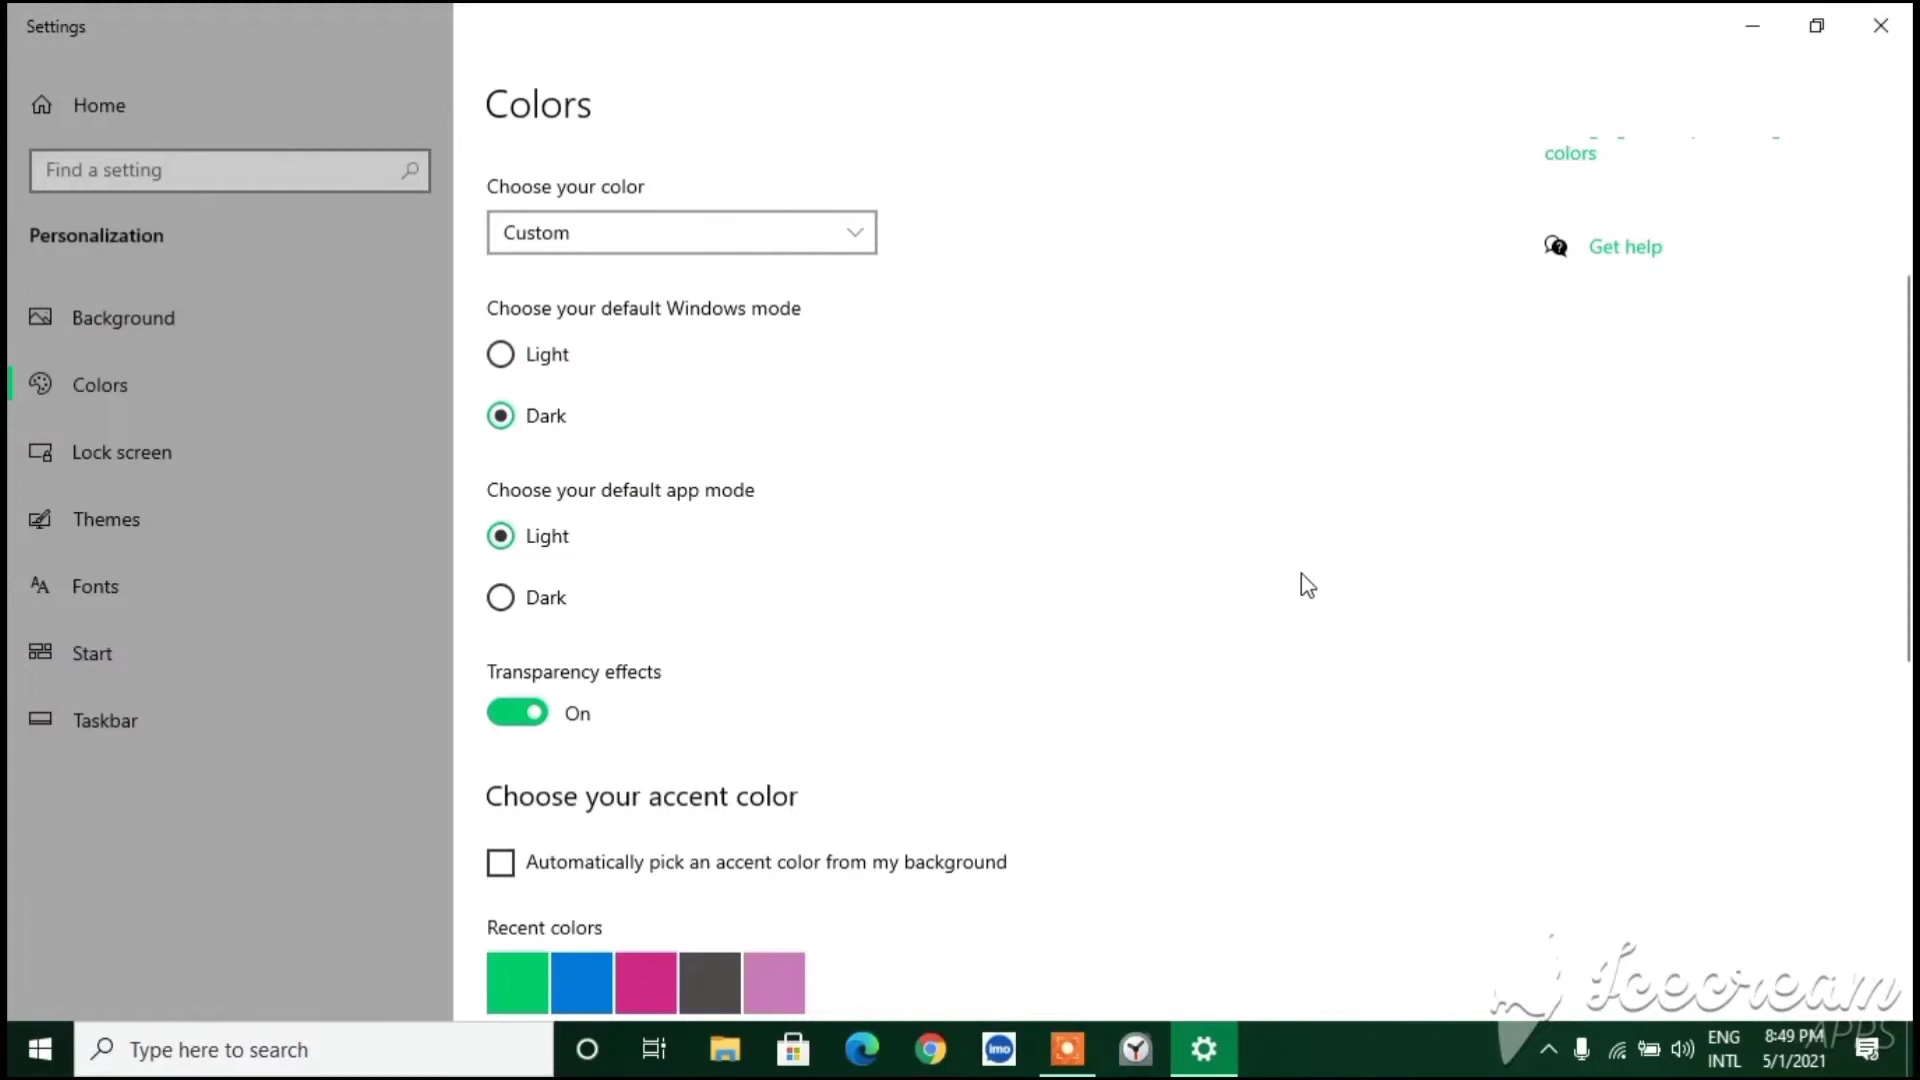 Settings
Home
Find a setting
Personalization
Background
Colors
Lock screen
Themes
Fonts
Start
Taskbar
Colors
Choose your color
Custom
Choose your default Windows mode
Light
Dark
Choose your default app mode
Light
Dark
Transparency effects
On
Choose your accent color
Automatically pick an accent color from my background
Recent colors
colors
Get help
Icecream
APPS
Type here to search
imo
ENG
INTL
8:49 PM
5/1/2021